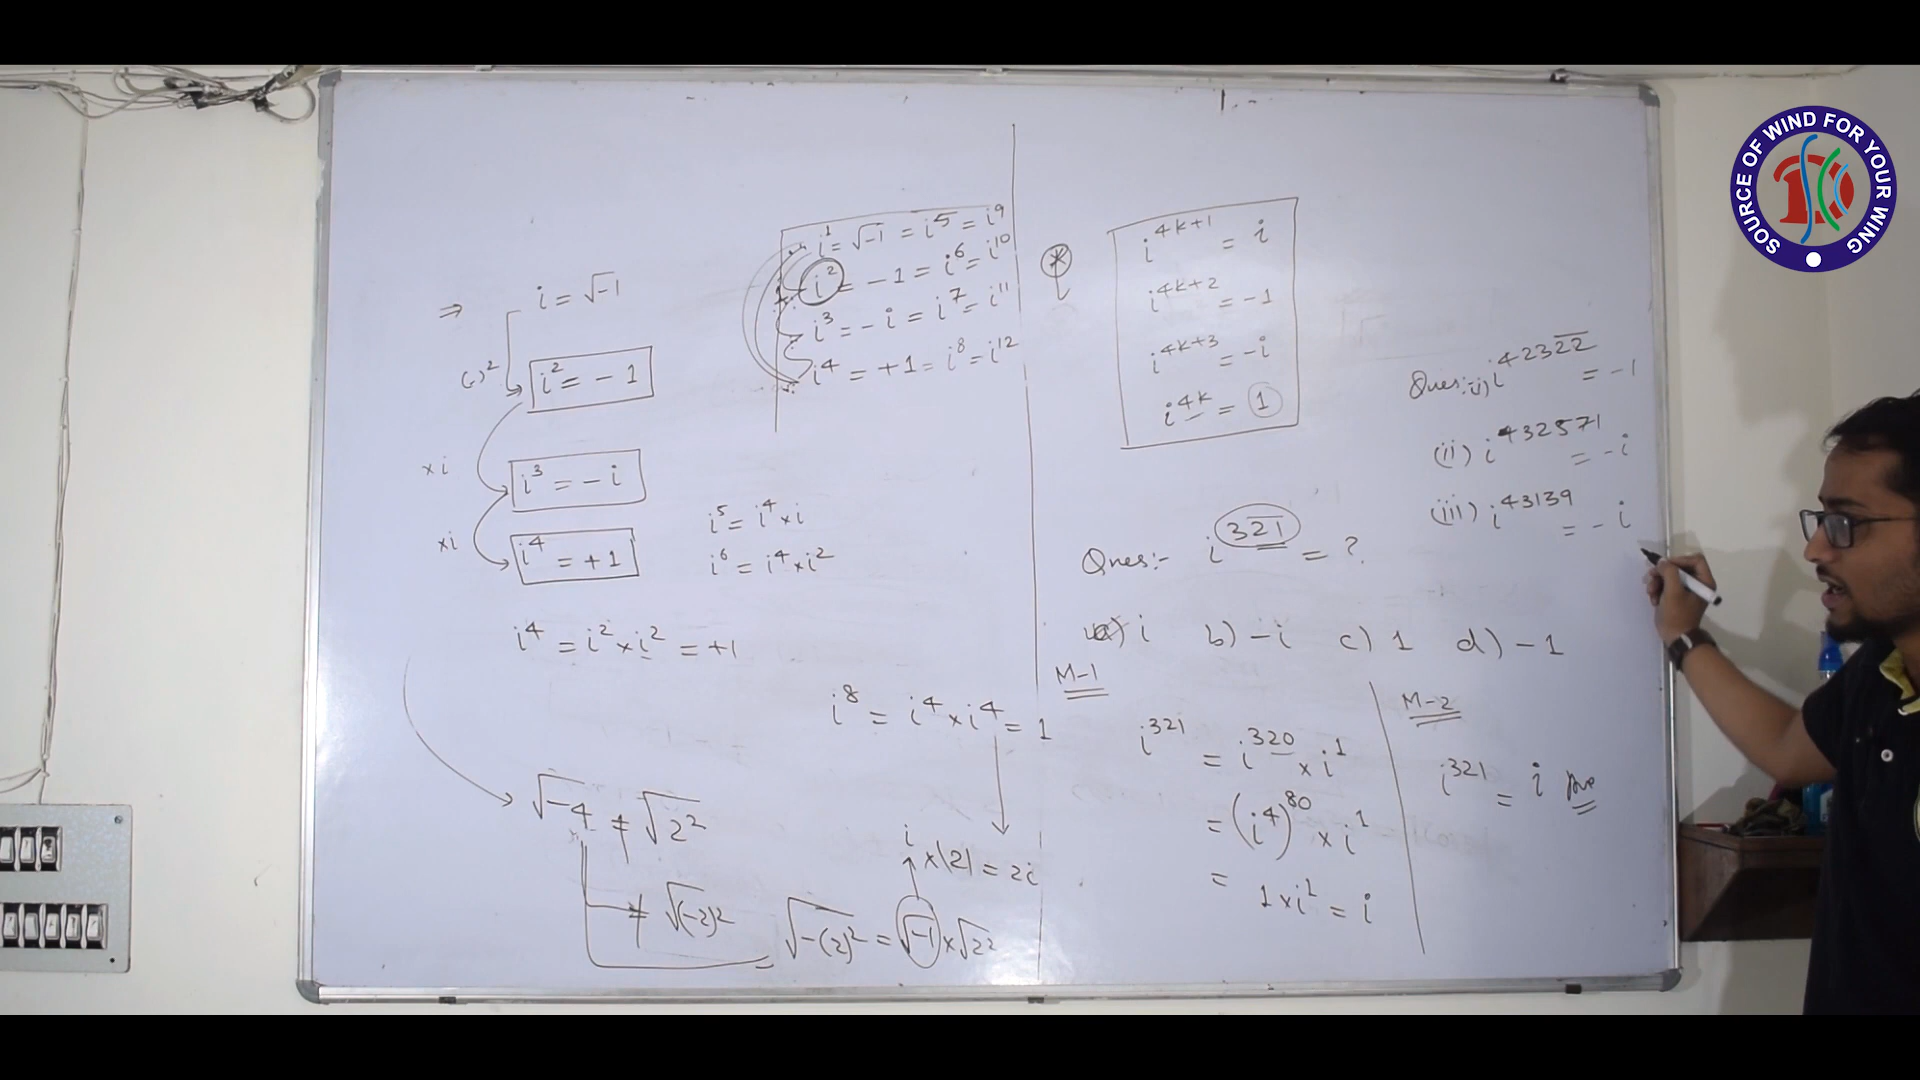 SOURCE OF WIND FOR YOUR WING
⇒ i = √-1
( )²
i² = -1
×i
i³ = -i
×i
i⁴ = +1
i⁴ = i² × i² = +1
i¹ = √-1 = i⁵ = i⁹
i² = -1 = i⁶ = i¹⁰
i³ = -i = i⁷ = i¹¹
i⁴ = +1 = i⁸ = i¹²
i⁵ = i⁴ × i
i⁶ = i⁴ × i²
i⁸ = i⁴ × i⁴ = 1
√-4 ≠ √2²
≠ √(-2)²
= √-(2)² = √-1 × √2²
i × |2| = 2i
*
i⁴ᵏ⁺¹ = i
i⁴ᵏ⁺² = -1
i⁴ᵏ⁺³ = -i
i⁴ᵏ = 1
Ques:- i³²¹ = ?
a) i b) -i c) 1 d) -1
M-1
i³²¹ = i³²⁰ × i¹
= (i⁴)⁸⁰ × i¹
= 1 × i¹ = i
M-2
i³²¹ = i Ans
Ques:- i) i⁴²³²² = -1
(ii) i⁴³²⁵⁷¹ = -i
(iii) i⁴³¹³⁹ = -i